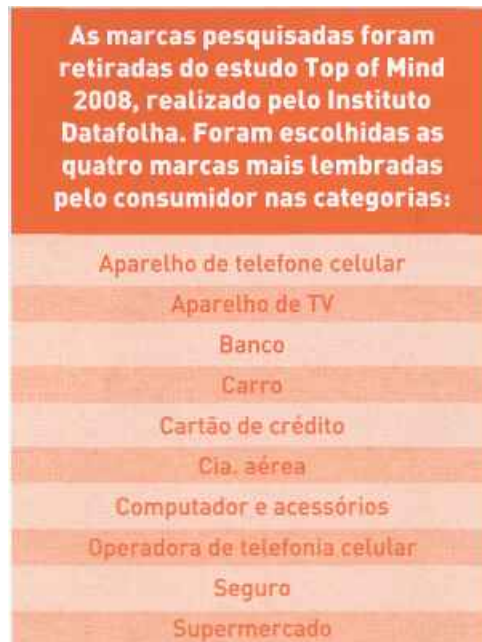 As marcas pesquisadas foram
retiradas do estudo Top of Mind
2008, realizado pelo Instituto
Datafolha. Foram escolhidas as
quatro marcas mais lembradas
pelo consumidor nas categorias:
Aparelho de telefone celular
Aparelho de TV
Banco
Carro
Cartão de crédito
Cia. aérea
Computador e acessórios
Operadora de telefonia celular
Seguro
Supermercado